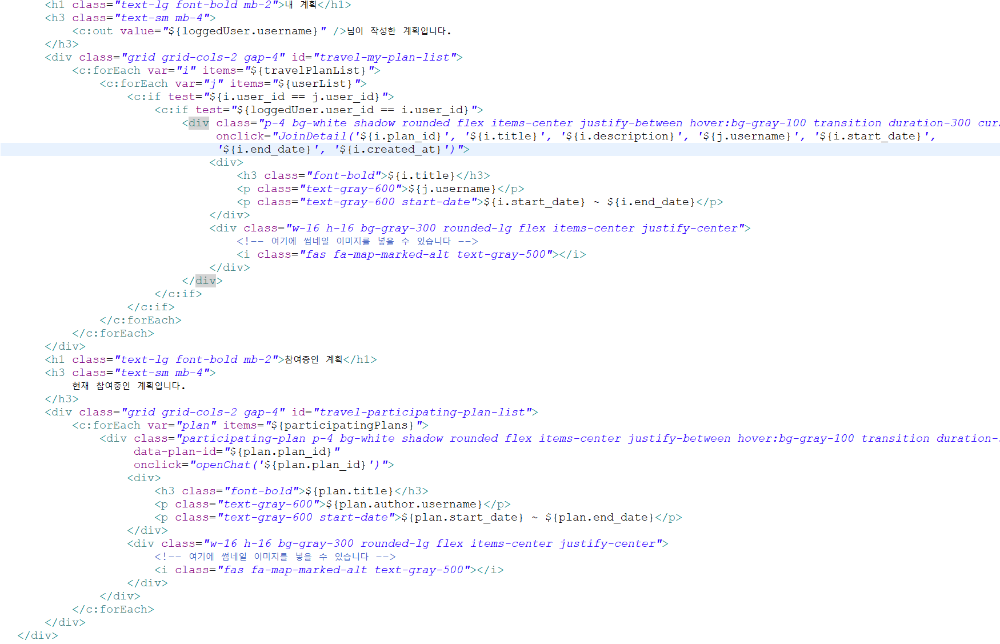 <h1 class="text-lg font-bold mb-2">내 계획</h1>
<h3 class="text-sm mb-4">
<c:out value="${loggedUser.username}" />님이 작성한 계획입니다.
</h3>
<div class="grid grid-cols-2 gap-4" id="travel-my-plan-list">
<c:forEach var="i" items="${travelPlanList}">
<c:forEach var="j" items="${userList}">
<c:if test="${i.user_id == j.user_id}">
<c:if test="${loggedUser.user_id == i.user_id}">
<div class="p-4 bg-white shadow rounded flex items-center justify-between hover:bg-gray-100 transition duration-300 cur
onclick="JoinDetail('${i.plan_id}', '${i.title}', '${i.description}', '${j.username}', '${i.start_date}',
'${i.end_date}', '${i.created_at}')">
<div>
<h3 class="font-bold">${i.title}</h3>
<p class="text-gray-600">${j.username}</p>
<p class="text-gray-600 start-date">${i.start_date} ~ ${i.end_date}</p>
</div>
<div class="w-16 h-16 bg-gray-300 rounded-lg flex items-center justify-center">
<!-- 여기에 썸네일 이미지를 넣을 수 있습니다 -->
<i class="fas fa-map-marked-alt text-gray-500"></i>
</div>
</div>
</c:if>
</c:if>
</c:forEach>
</c:forEach>
</div>
<h1 class="text-lg font-bold mb-2">참여중인 계획</h1>
<h3 class="text-sm mb-4">
현재 참여중인 계획입니다.
</h3>
<div class="grid grid-cols-2 gap-4" id="travel-participating-plan-list">
<c:forEach var="plan" items="${participatingPlans}">
<div class="participating-plan p-4 bg-white shadow rounded flex items-center justify-between hover:bg-gray-100 transition duration-
data-plan-id="${plan.plan_id}"
onclick="openChat('${plan.plan_id}')">
<div>
<h3 class="font-bold">${plan.title}</h3>
<p class="text-gray-600">${plan.author.username}</p>
<p class="text-gray-600 start-date">${plan.start_date} ~ ${plan.end_date}</p>
</div>
<div class="w-16 h-16 bg-gray-300 rounded-lg flex items-center justify-center">
<!-- 여기에 썸네일 이미지를 넣을 수 있습니다 -->
<i class="fas fa-map-marked-alt text-gray-500"></i>
</div>
</div>
</c:forEach>
</div>
</div>